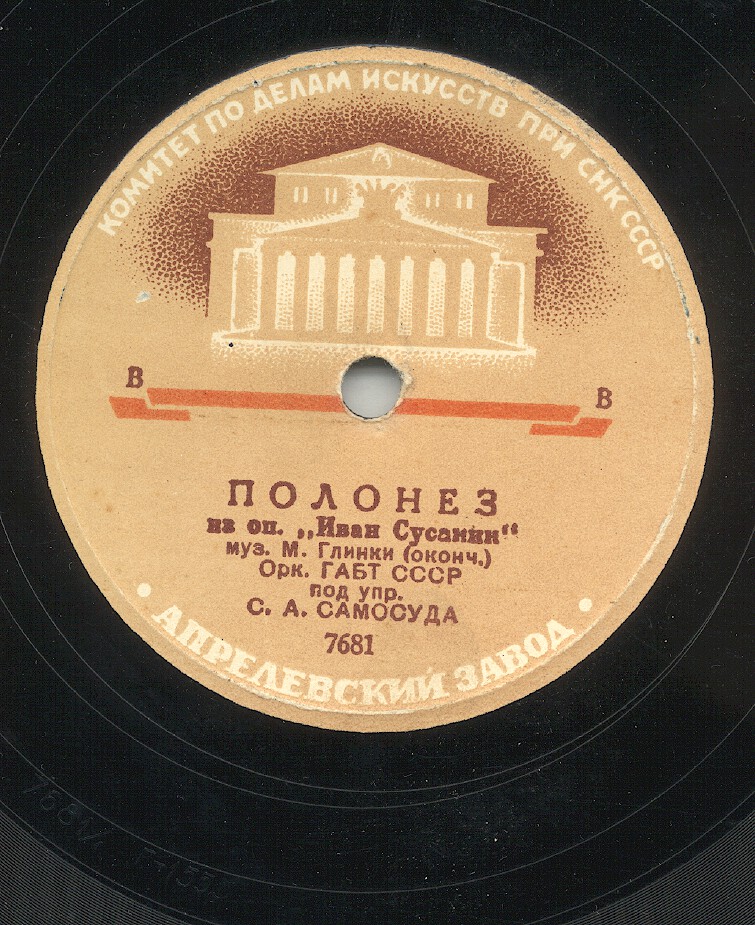 КОМИТЕТ ПО ДЕЛАМ ИСКУССТВ ПРИ СНК СССР
В В
ПОЛОНЕЗ
из оп. „Иван Сусанин“
муз. М. Глинки (оконч.)
Орк. ГАБТ СССР
под упр.
С. А. САМОСУДА
7681
• АПРЕЛЕВСКИЙ ЗАВОД •